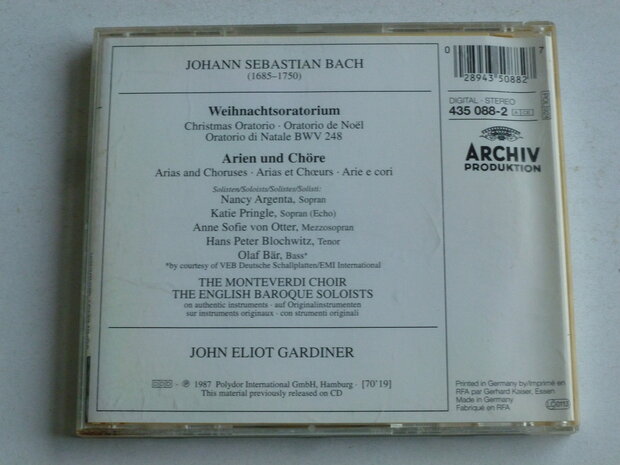 JOHANN SEBASTIAN BACH
(1685–1750)
Weihnachtsoratorium
Christmas Oratorio · Oratorio de Noël
Oratorio di Natale BWV 248
Arien und Chöre
Arias and Choruses · Arias et Chœurs · Arie e cori
Solisten/Soloists/Solistes/Solisti:
Nancy Argenta, Sopran
Katie Pringle, Sopran (Echo)
Anne Sofie von Otter, Mezzosopran
Hans Peter Blochwitz, Tenor
Olaf Bär, Bass*
*by courtesy of VEB Deutsche Schallplatten/EMI International
THE MONTEVERDI CHOIR
THE ENGLISH BAROQUE SOLOISTS
on authentic instruments · auf Originalinstrumenten
sur instruments originaux · con strumenti originali
JOHN ELIOT GARDINER
DDD · ℗ 1987 Polydor International GmbH, Hamburg · [70'19]
This material previously released on CD
0 28943 50882 7
DIGITAL · STEREO
435 088-2
ARCHIV
PRODUKTION
Printed in Germany by/Imprimé en
RFA par Gerhard Kaiser, Essen
Made in Germany
Fabriqué en RFA